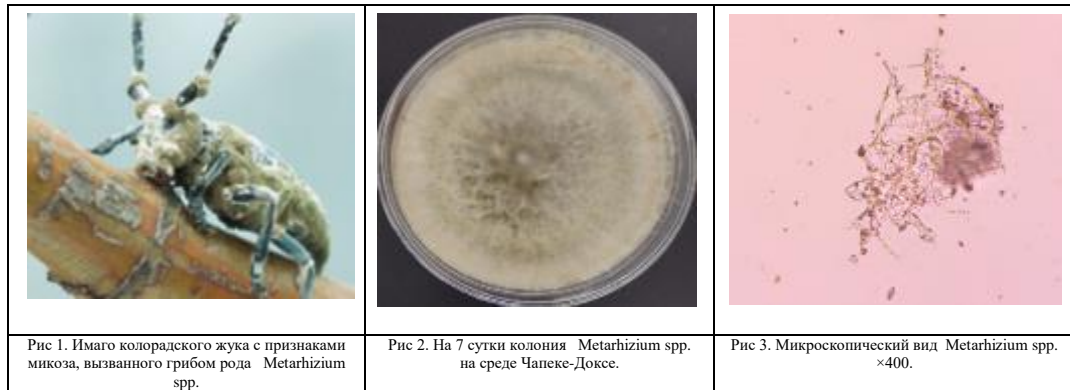 Рис 1. Имаго колорадского жука с признаками
микоза, вызванного грибом рода Metarhizium
spp.
Рис 2. На 7 сутки колония Metarhizium spp.
на среде Чапеке-Доксе.
Рис 3. Микроскопический вид Metarhizium spp.
×400.